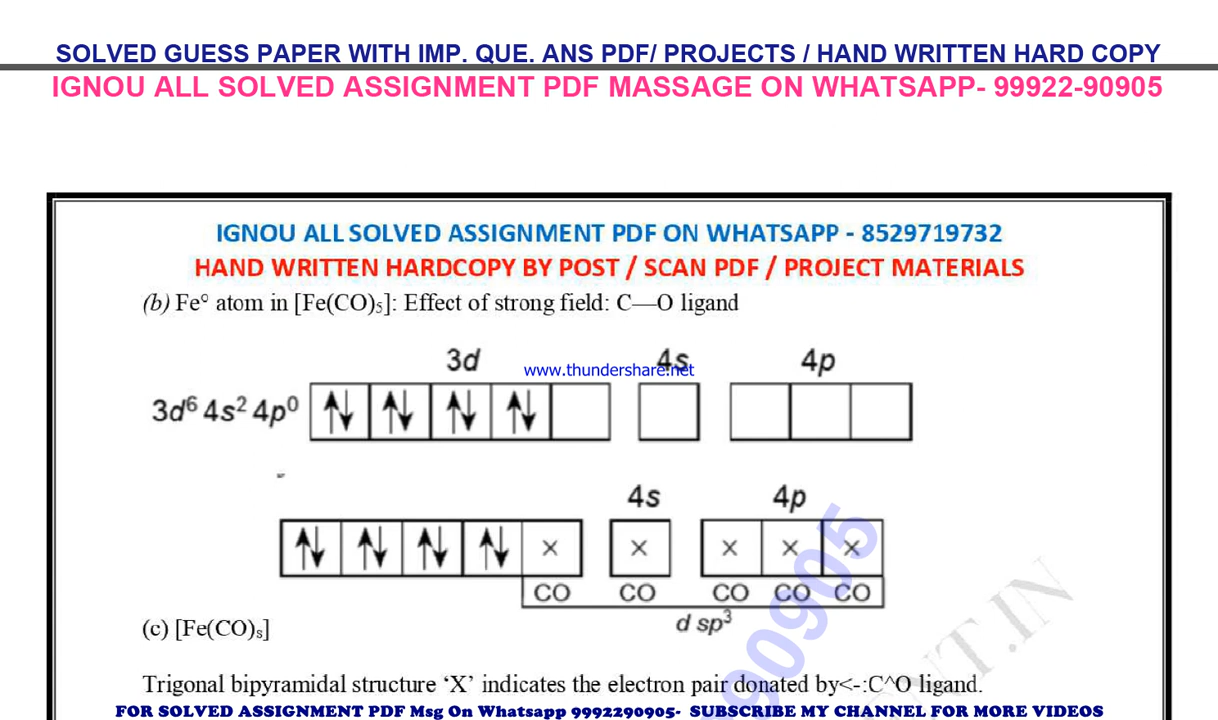 SOLVED GUESS PAPER WITH IMP. QUE. ANS PDF/ PROJECTS / HAND WRITTEN HARD COPY
IGNOU ALL SOLVED ASSIGNMENT PDF MASSAGE ON WHATSAPP- 99922-90905
IGNOU ALL SOLVED ASSIGNMENT PDF ON WHATSAPP - 8529719732
HAND WRITTEN HARDCOPY BY POST / SCAN PDF / PROJECT MATERIALS
(b) Fe° atom in [Fe(CO)₅]: Effect of strong field: C—O ligand
3d 4s 4p
www.thundershare.net
3d⁶ 4s² 4p⁰
4s 4p
x x x x x
CO CO CO CO CO
d sp³
(c) [Fe(CO)₅]
Trigonal bipyramidal structure ‘X’ indicates the electron pair donated by<-:C^O ligand.
FOR SOLVED ASSIGNMENT PDF Msg On Whatsapp 9992290905- SUBSCRIBE MY CHANNEL FOR MORE VIDEOS